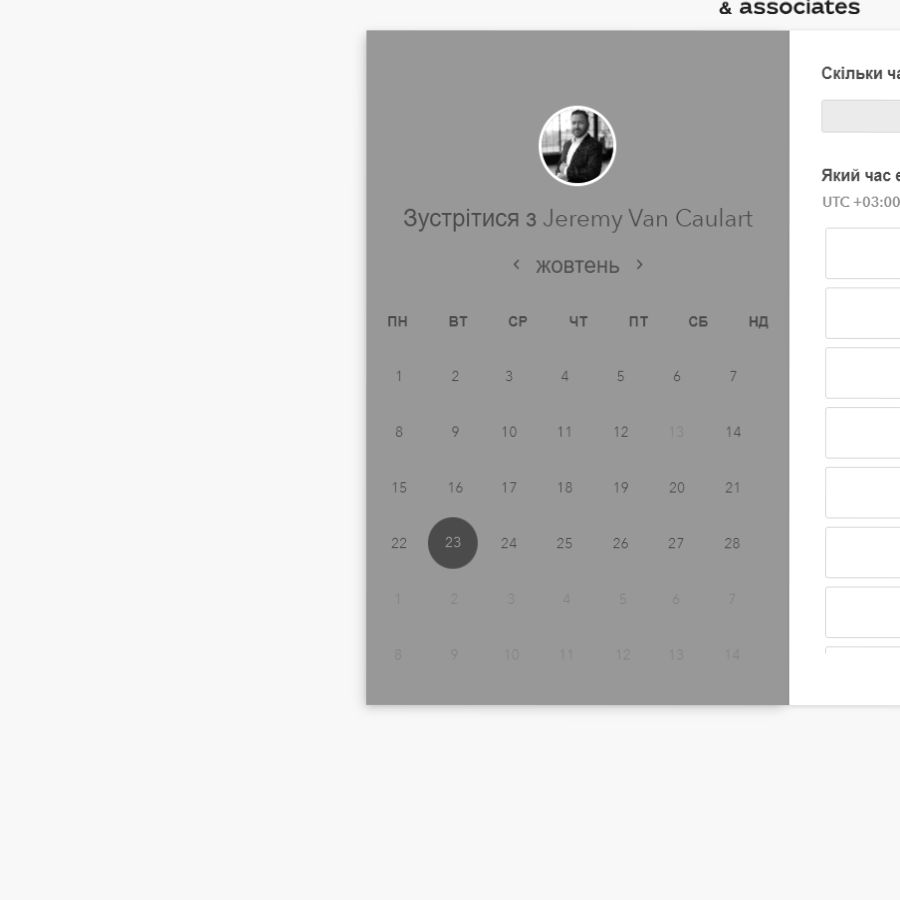 & associates
Скільки ча
Зустрітися з Jeremy Van Caulart
‹ жовтень ›
ПН ВТ СР ЧТ ПТ СБ НД
1 2 3 4 5 6 7
8 9 10 11 12 13 14
15 16 17 18 19 20 21
22 23 24 25 26 27 28
1 2 3 4 5 6 7
8 9 10 11 12 13 14
Який час
UTC +03:00